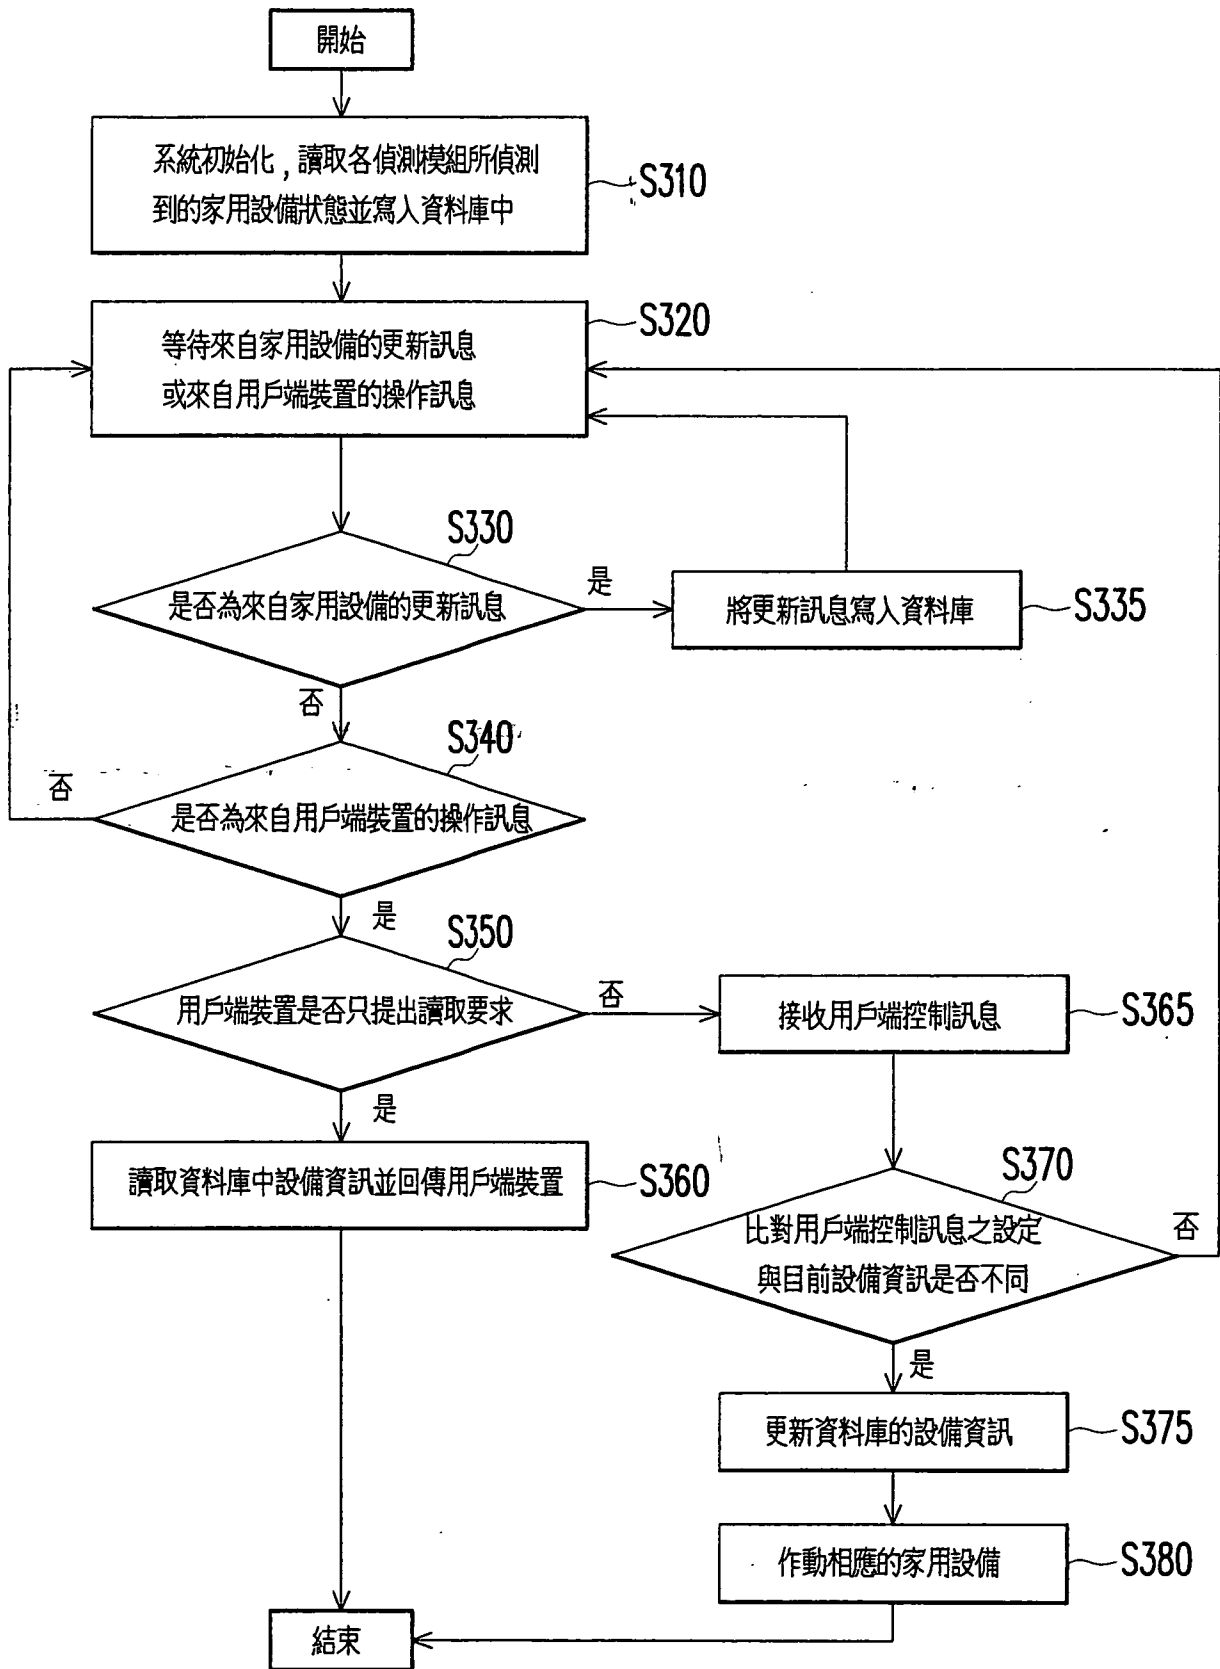 開始
系統初始化，讀取各偵測模組所偵測
到的家用設備狀態並寫入資料庫中
S310
等待來自家用設備的更新訊息
或來自用戶端裝置的操作訊息
S320
S330
是否為來自家用設備的更新訊息
是
將更新訊息寫入資料庫
S335
否
S340
是否為來自用戶端裝置的操作訊息
否
是
S350
用戶端裝置是否只提出讀取要求
否
接收用戶端控制訊息
S365
是
讀取資料庫中設備資訊並回傳用戶端裝置
S360
S370
比對用戶端控制訊息之設定
與目前設備資訊是否不同
否
是
更新資料庫的設備資訊
S375
作動相應的家用設備
S380
結束